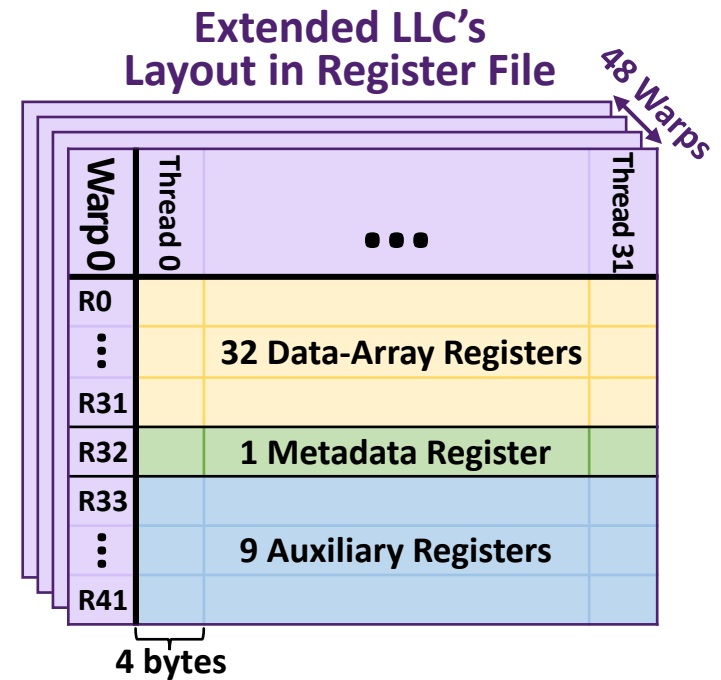 Extended LLC's
Layout in Register File
48 Warps
Warp 0
Thread 0
...
Thread 31
R0
⋮
R31
32 Data-Array Registers
R32
1 Metadata Register
R33
⋮
R41
9 Auxiliary Registers
4 bytes